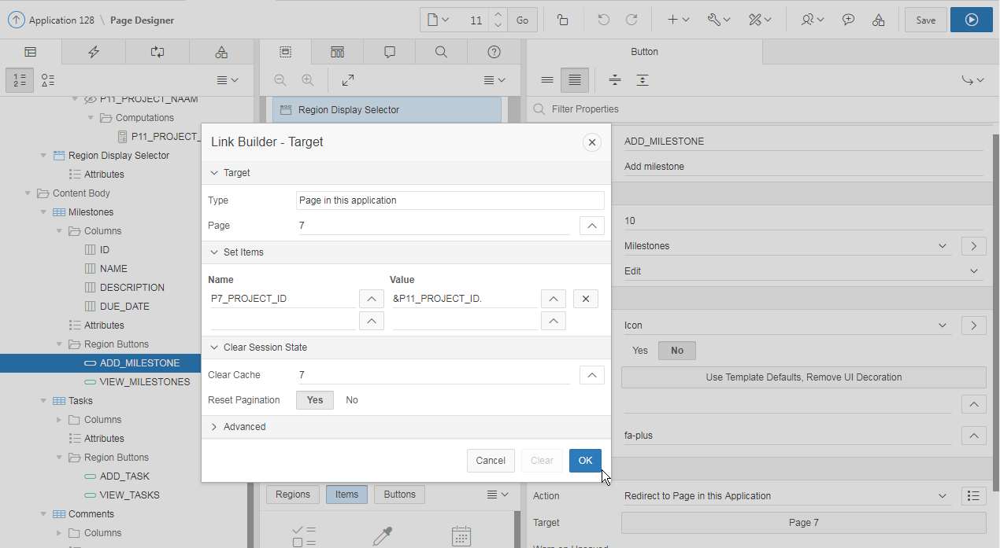 Application 128 \ Page Designer
11
Go
Save
Button
P11_PROJECT_NAAM
Computations
P11_PROJECT_
Region Display Selector
Attributes
Content Body
Milestones
Columns
ID
NAME
DESCRIPTION
DUE_DATE
Attributes
Region Buttons
ADD_MILESTONE
VIEW_MILESTONES
Tasks
Columns
Attributes
Region Buttons
ADD_TASK
VIEW_TASKS
Comments
Columns
Region Display Selector
Link Builder - Target
Target
Type
Page in this application
Page
7
Set Items
Name Value
P7_PROJECT_ID &P11_PROJECT_ID.
Clear Session State
Clear Cache
7
Reset Pagination
Yes No
Advanced
Cancel Clear OK
Regions Items Buttons
Filter Properties
ADD_MILESTONE
Add milestone
10
Milestones
Edit
Icon
Yes No
Use Template Defaults, Remove UI Decoration
fa-plus
Action
Redirect to Page in this Application
Target
Page 7